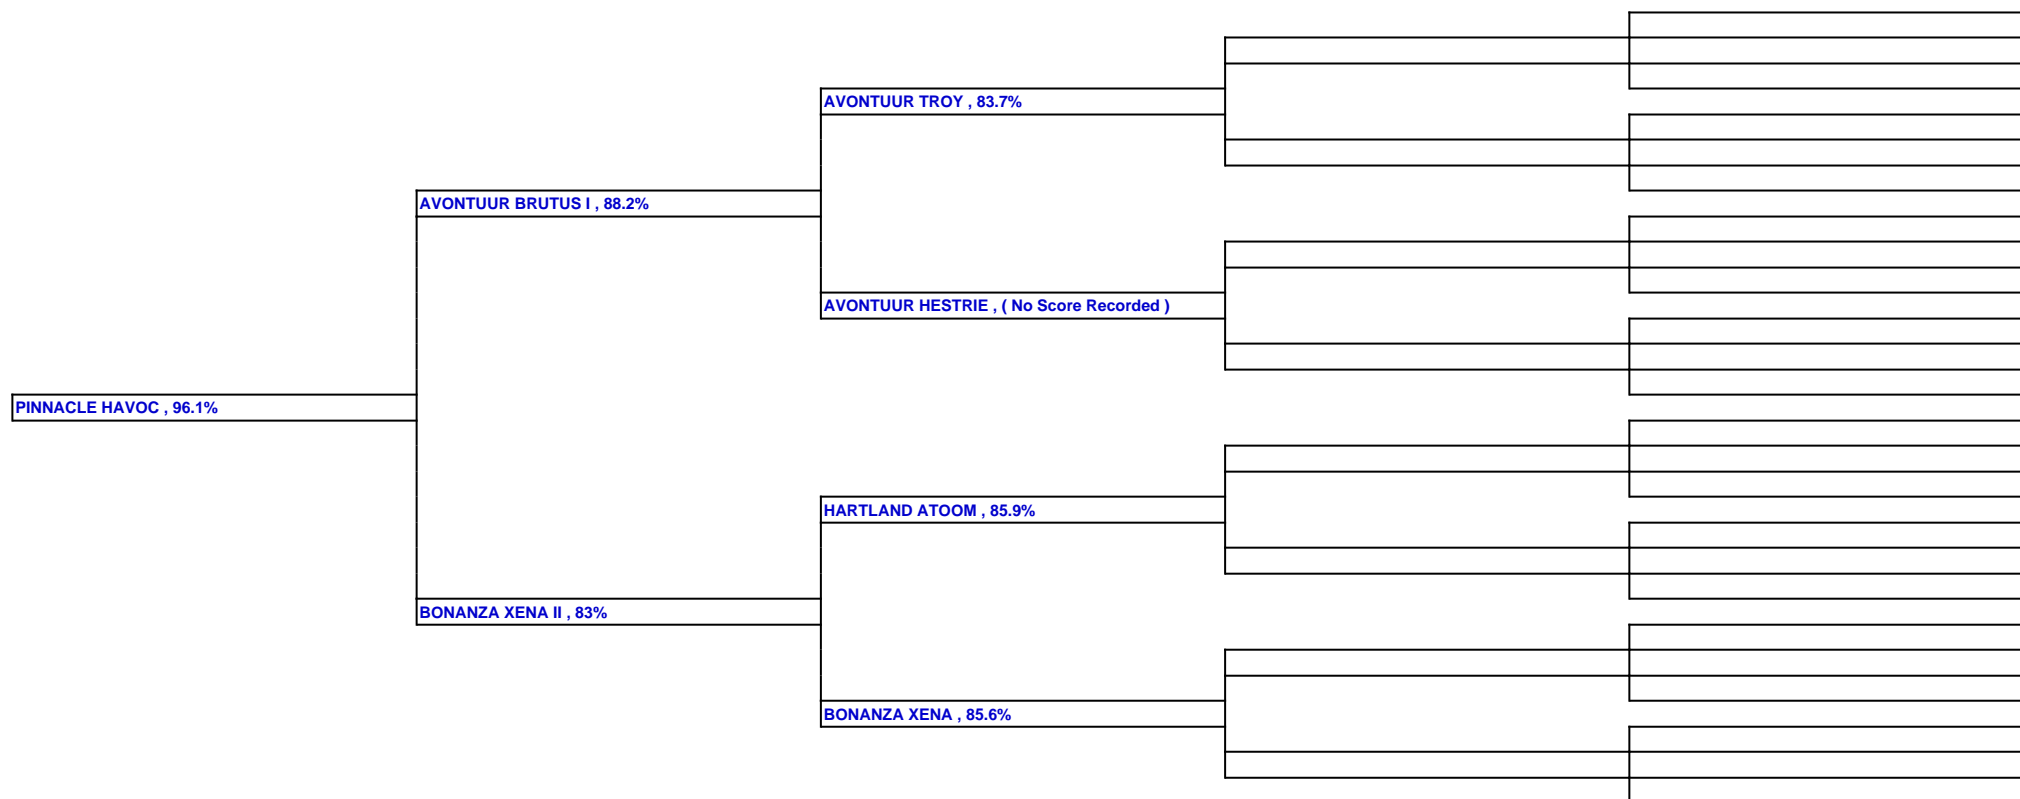 AVONTUUR TROY , 83.7%
AVONTUUR BRUTUS I , 88.2%
AVONTUUR HESTRIE , ( No Score Recorded )
PINNACLE HAVOC , 96.1%
HARTLAND ATOOM , 85.9%
BONANZA XENA II , 83%
BONANZA XENA , 85.6%